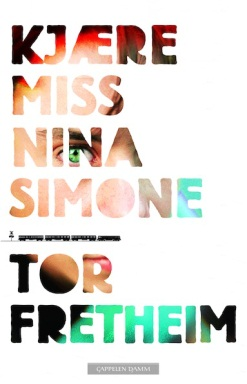 KJÆRE
MISS
NINA
SIMONE
TOR
FRETHEIM
CAPPELEN DAMM